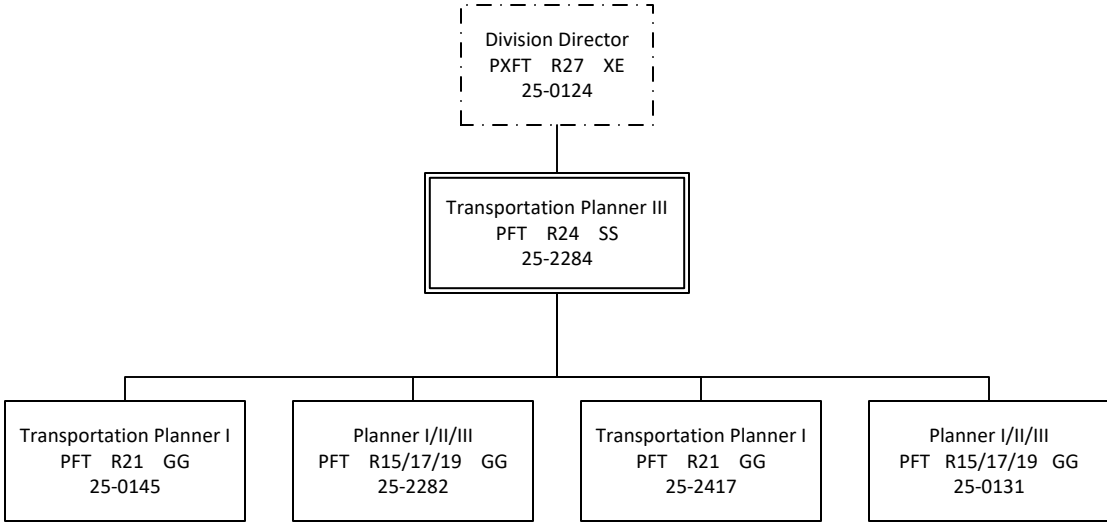 Division Director
PXFT R27 XE
25-0124
Transportation Planner III
PFT R24 SS
25-2284
Transportation Planner I
PFT R21 GG
25-0145
Planner I/II/III
PFT R15/17/19 GG
25-2282
Transportation Planner I
PFT R21 GG
25-2417
Planner I/II/III
PFT R15/17/19 GG
25-0131